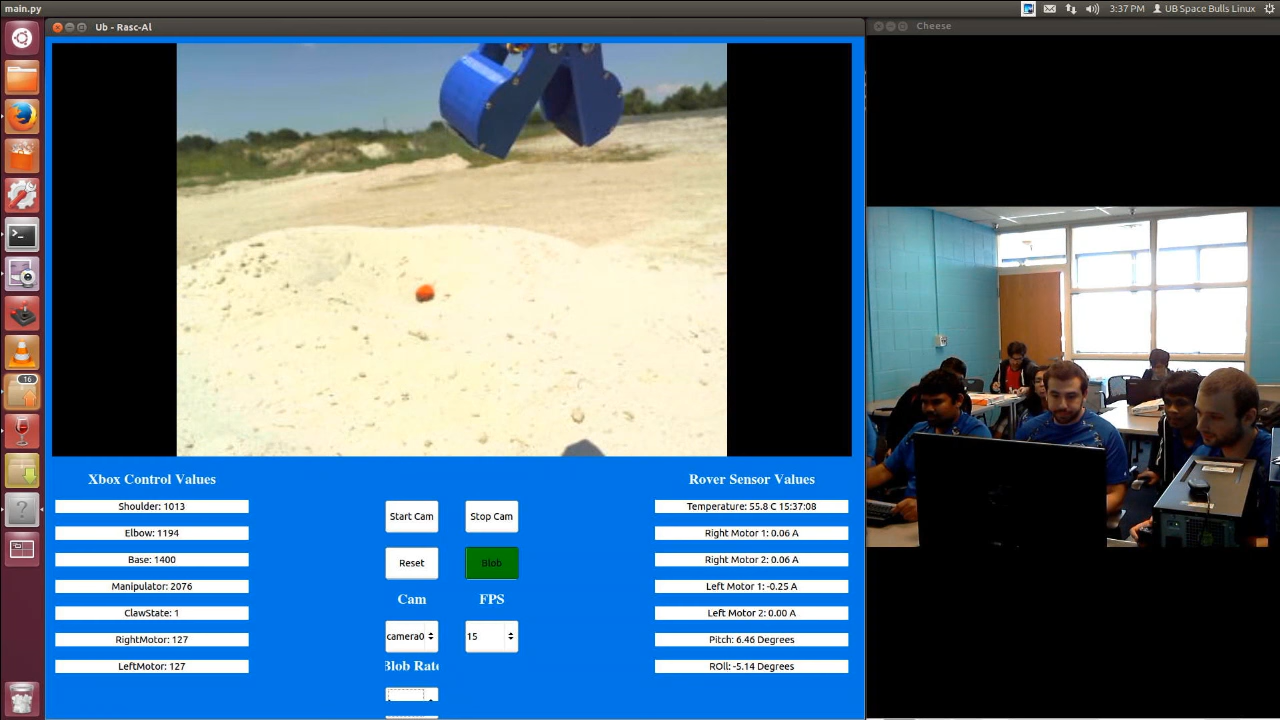 main.py
3:37 PM
UB Space Bulls Linux
Ub - Rasc-Al
Cheese
16
Xbox Control Values
Shoulder: 1013
Elbow: 1194
Base: 1400
Manipulator: 2076
ClawState: 1
RightMotor: 127
LeftMotor: 127
Start Cam
Stop Cam
Reset
Blob
Cam
FPS
camera0
15
Blob Rate
Rover Sensor Values
Temperature: 55.8 C 15:37:08
Right Motor 1: 0.06 A
Right Motor 2: 0.06 A
Left Motor 1: -0.25 A
Left Motor 2: 0.00 A
Pitch: 6.46 Degrees
ROll: -5.14 Degrees